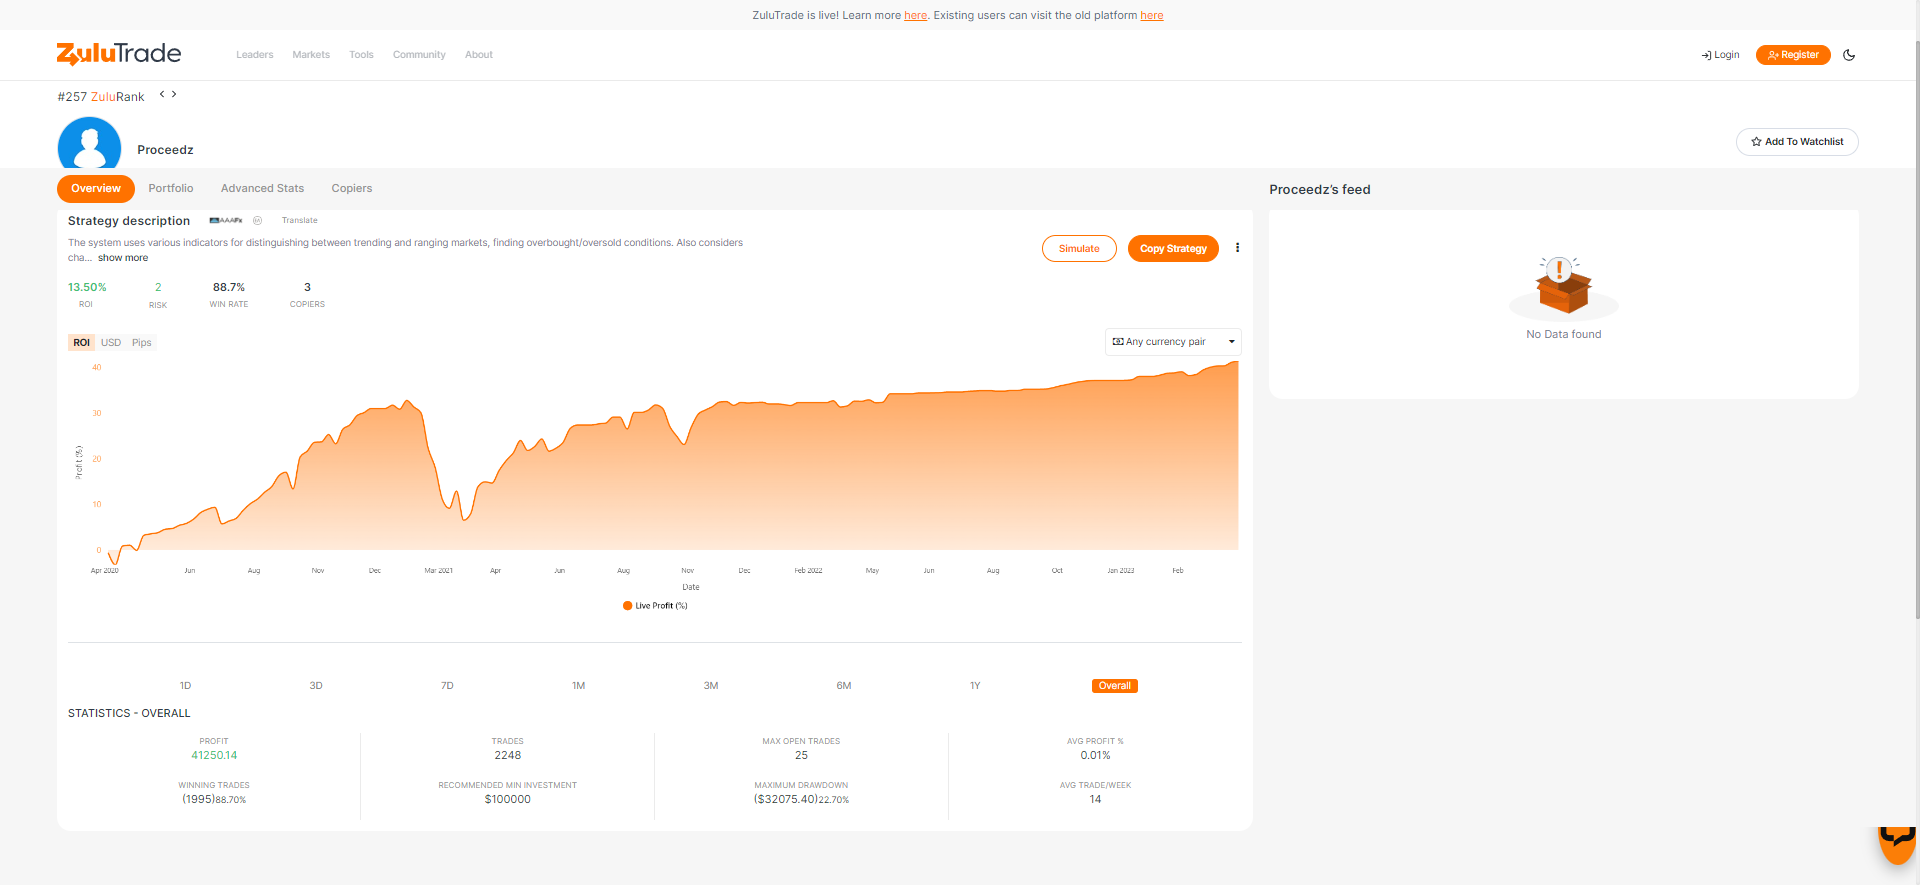 ZuluTrade is live! Learn more here. Existing users can visit the old platform here
ZuluTrade
Leaders Markets Tools Community About
Login Register
#257 ZuluRank
Proceedz
Add To Watchlist
Overview Portfolio Advanced Stats Copiers
Proceedz's feed
Strategy description AAAFx Translate
The system uses various indicators for distinguishing between trending and ranging markets, finding overbought/oversold conditions. Also considers
cha... show more
Simulate Copy Strategy
13.50% 2 88.7% 3
ROI RISK WIN RATE COPIERS
No Data found
ROI USD Pips
Any currency pair
40
30
20
10
0
Profit (%)
Apr 2020 Jun Aug Nov Dec Mar 2021 Apr Jun Aug Nov Dec Feb 2022 May Jun Aug Oct Jan 2023 Feb
Date
Live Profit (%)
1D 3D 7D 1M 3M 6M 1Y Overall
STATISTICS - OVERALL
PROFIT TRADES MAX OPEN TRADES AVG PROFIT %
41250.14 2248 25 0.01%
WINNING TRADES RECOMMENDED MIN INVESTMENT MAXIMUM DRAWDOWN AVG TRADE/WEEK
(1995)88.70% $100000 ($32075.40)22.70% 14